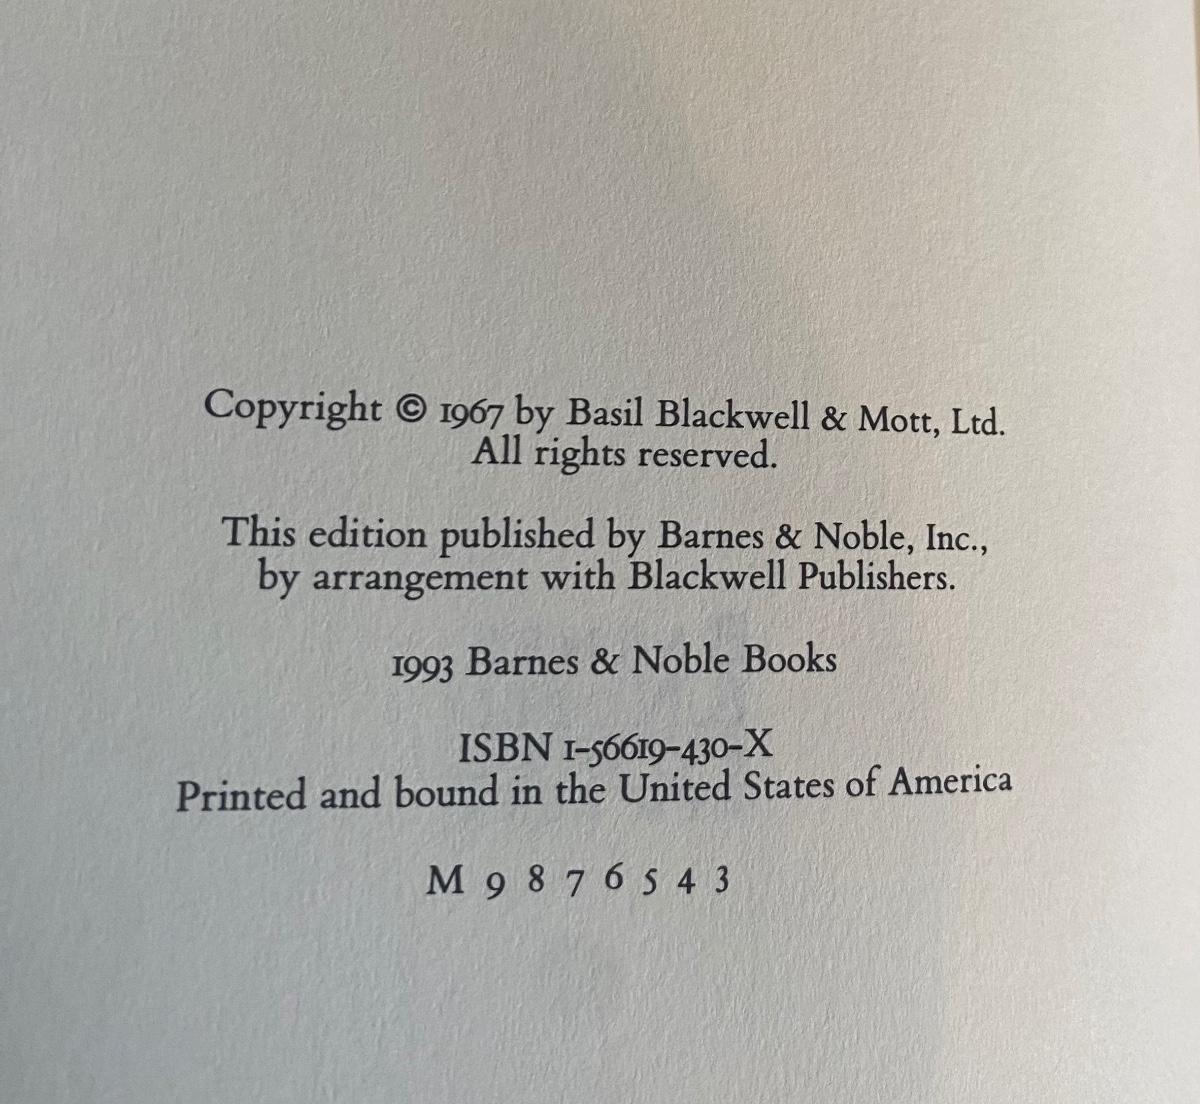 Copyright © 1967 by Basil Blackwell & Mott, Ltd.
All rights reserved.
This edition published by Barnes & Noble, Inc.,
by arrangement with Blackwell Publishers.
1993 Barnes & Noble Books
ISBN 1-56619-430-X
Printed and bound in the United States of America
M 9 8 7 6 5 4 3